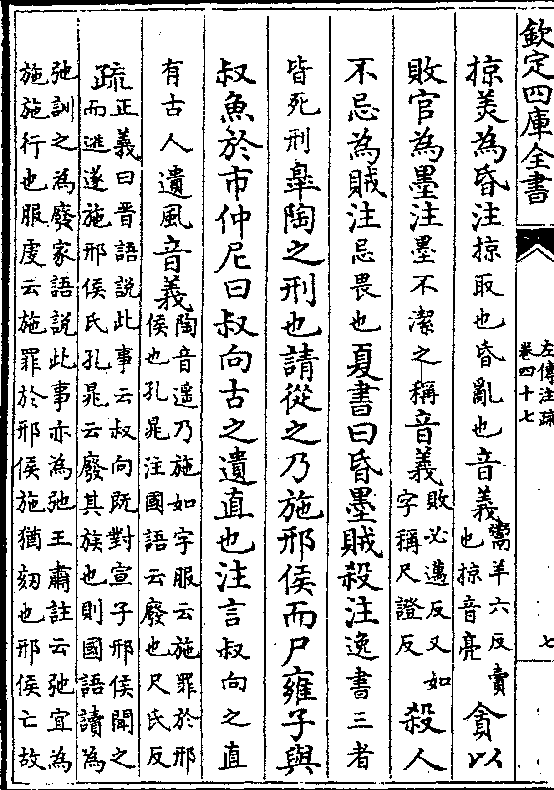 欽定四庫全書
左傳注疏
卷四十七
七
掠美為昏注掠取也昏亂也音義鬻羊六反賣
也掠音亮貪以
敗官為墨注墨不潔之稱音義敗必邁反又如
字稱尺證反殺人
不忌為賊注忌畏也夏書曰昏墨賊殺注逸書三者
皆死刑臯陶之刑也請從之乃施邢侯而尸雍子與
叔魚於市仲尼曰叔向古之遺直也注言叔向之直
有古人遺風音義陶音遥乃施如字服云施罪於邢
侯也孔晁注國語云廢也尺氏反
疏正義曰晉語說此事云叔向既對宣子邢侯聞之
而逃遂施邢侯氏孔晁云廢其族也則國語讀為
弛訓之為廢家語說此事亦為弛王肅註云弛宜為
施施行也服虔云施罪於邢侯施猶劾也邢侯亡故